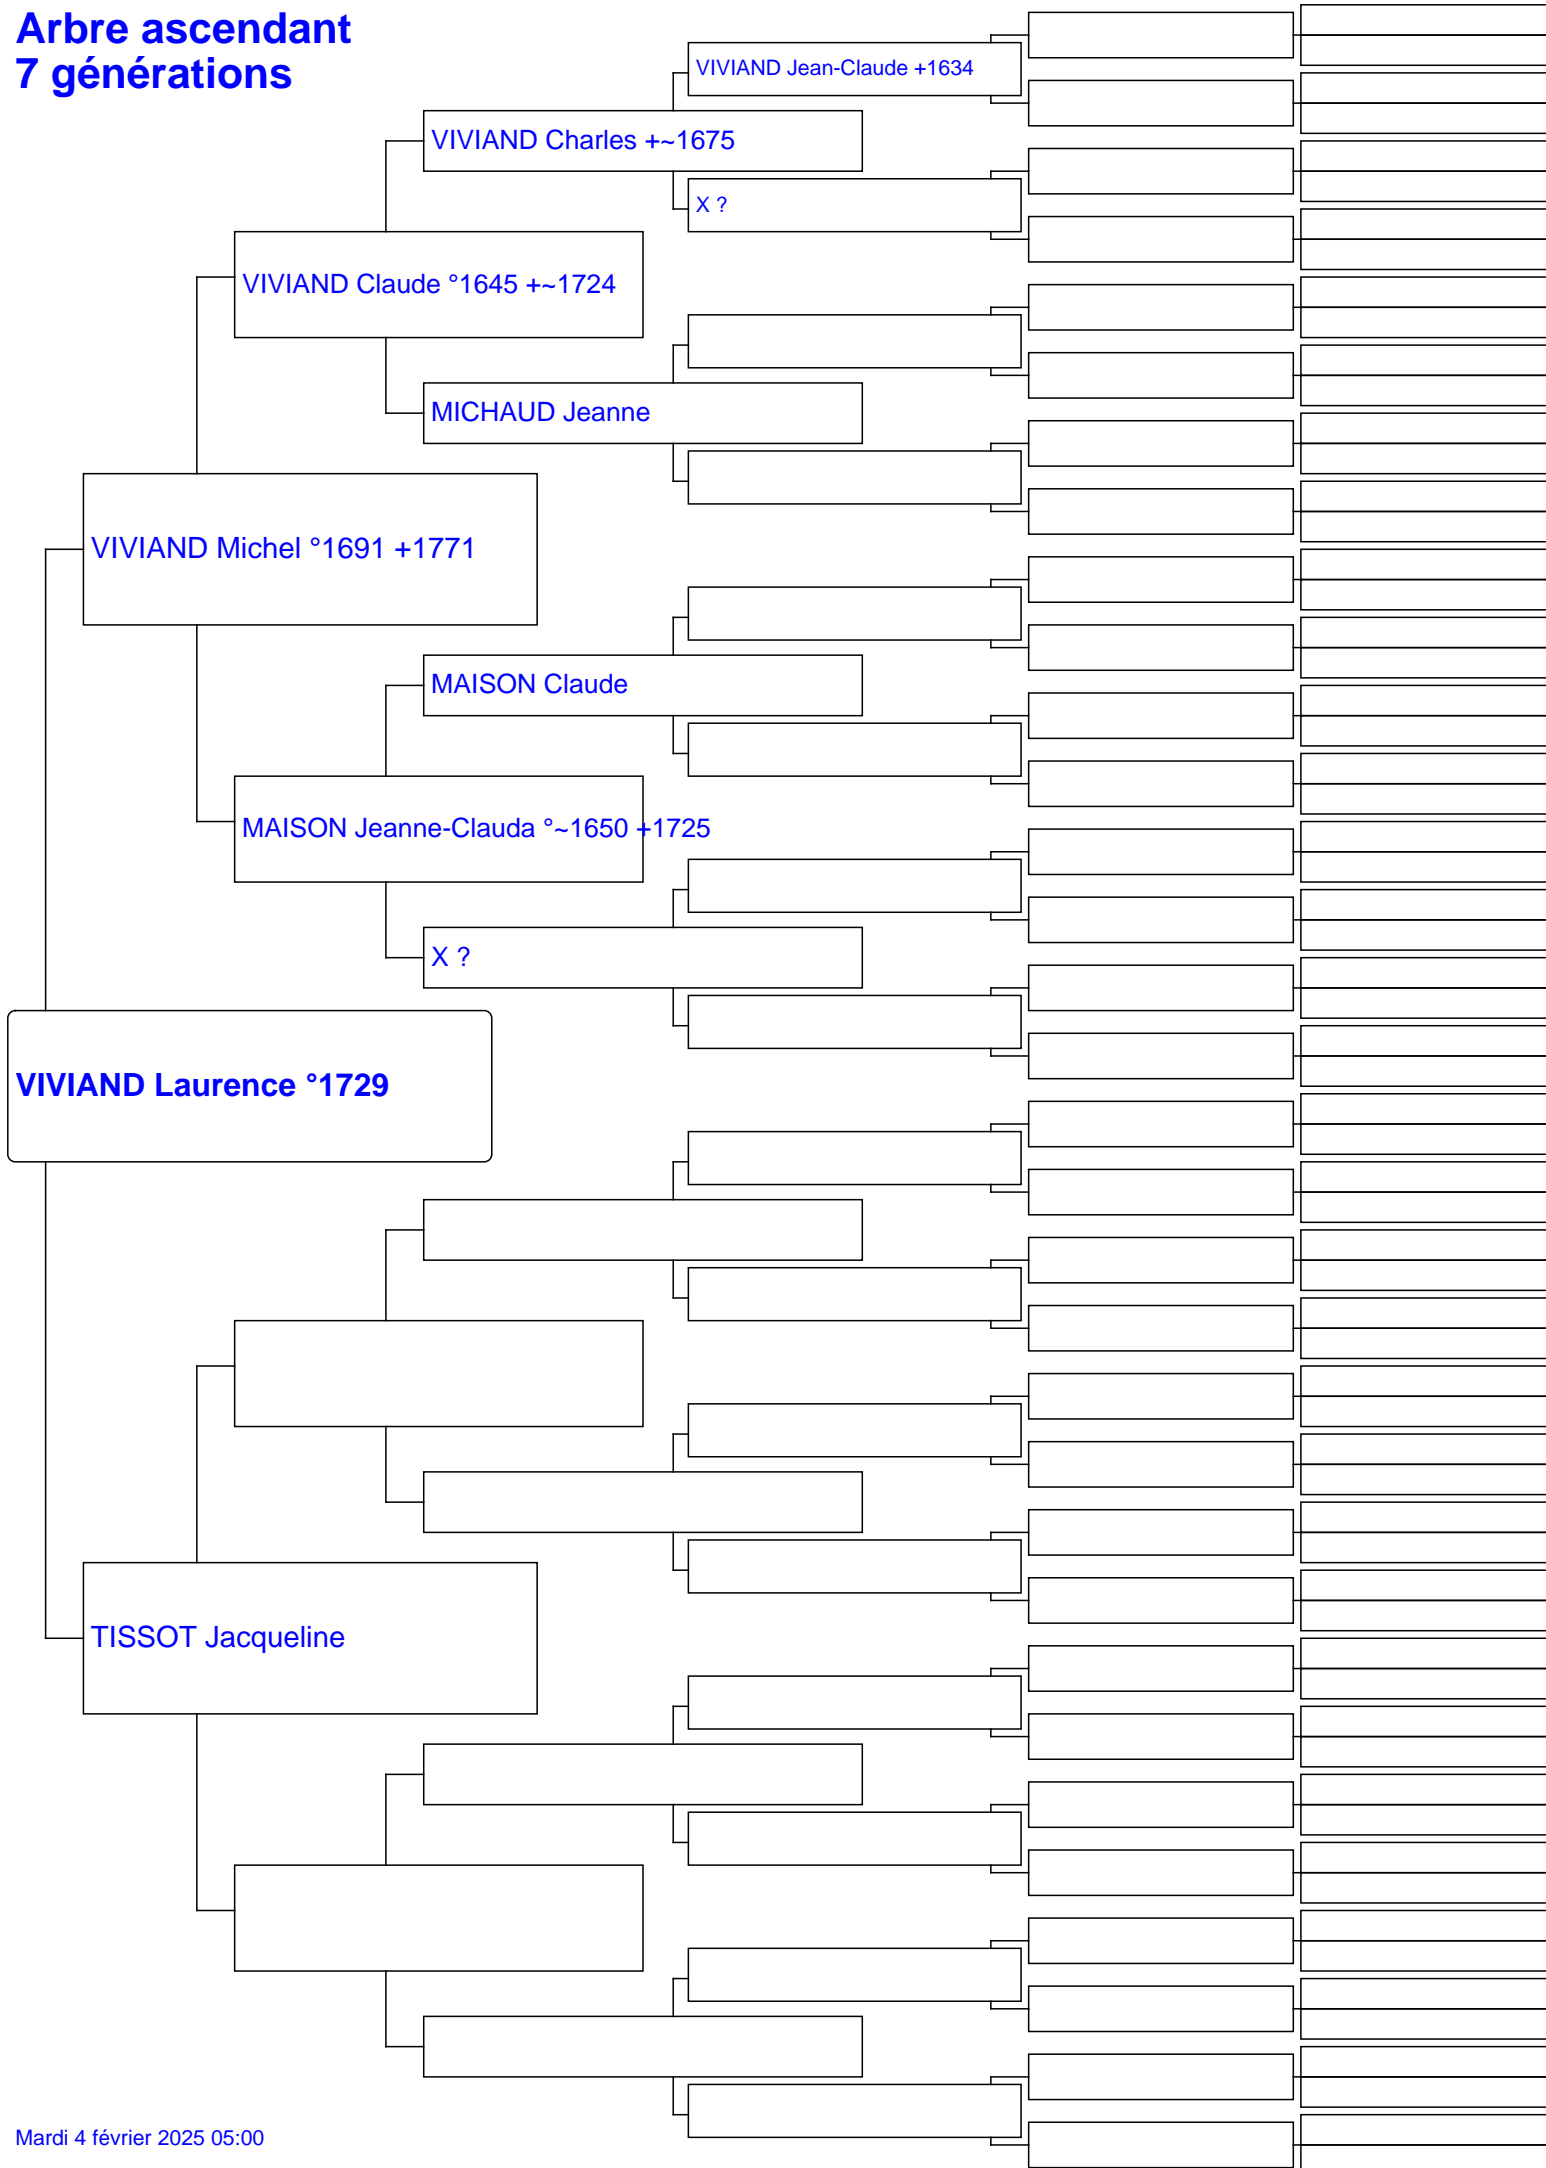 Arbre ascendant
7 générations
VIVIAND Jean-Claude +1634
VIVIAND Charles +~1675
X ?
VIVIAND Claude °1645 +~1724
MICHAUD Jeanne
VIVIAND Michel °1691 +1771
MAISON Claude
MAISON Jeanne-Clauda °~1650 +1725
X ?
VIVIAND Laurence °1729
TISSOT Jacqueline
Mardi 4 février 2025 05:00